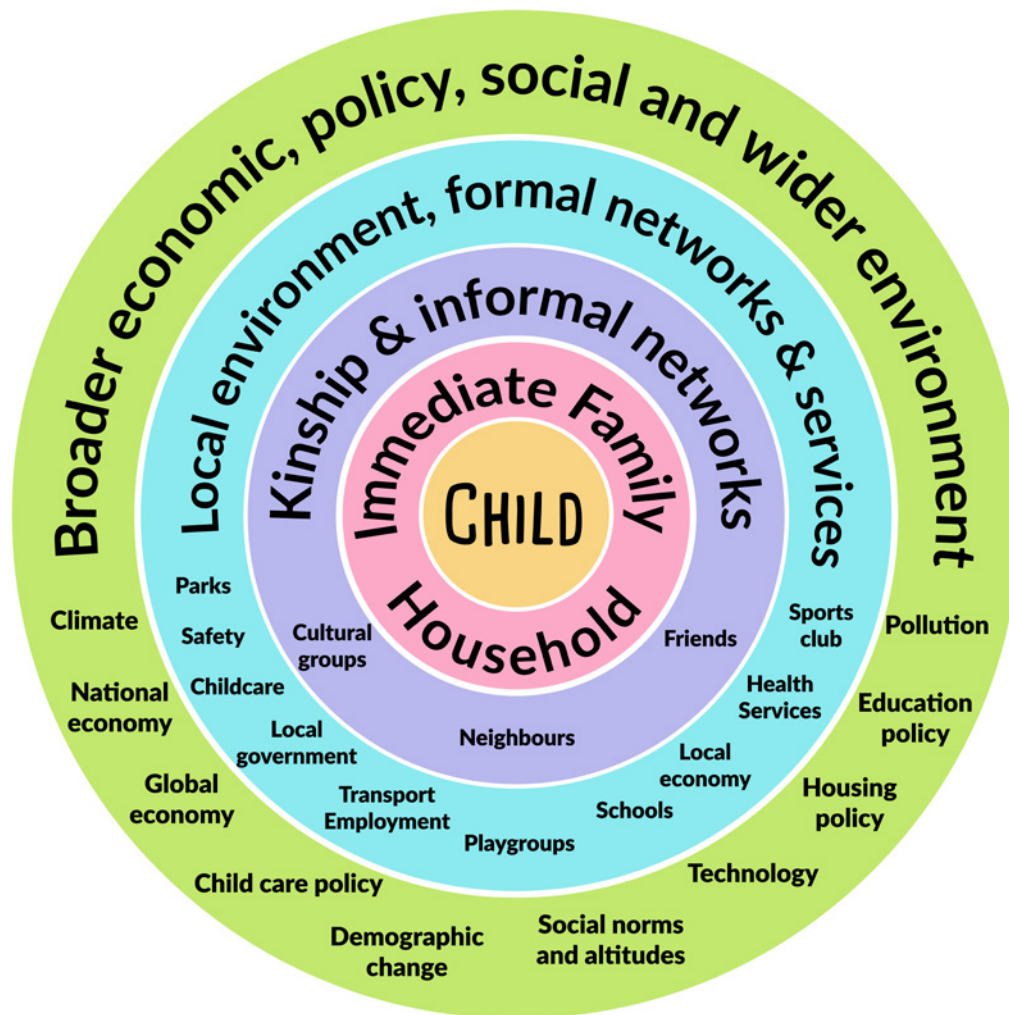 Broader economic, policy, social and wider environment
Local environment, formal networks & services
Kinship & informal networks
Immediate Family
CHILD
Household
Cultural
groups
Friends
Neighbours
Parks
Safety
Childcare
Local
government
Transport
Employment
Playgroups
Schools
Local
economy
Health
Services
Sports
club
Climate
National
economy
Global
economy
Child care policy
Demographic
change
Social norms
and altitudes
Technology
Housing
policy
Education
policy
Pollution